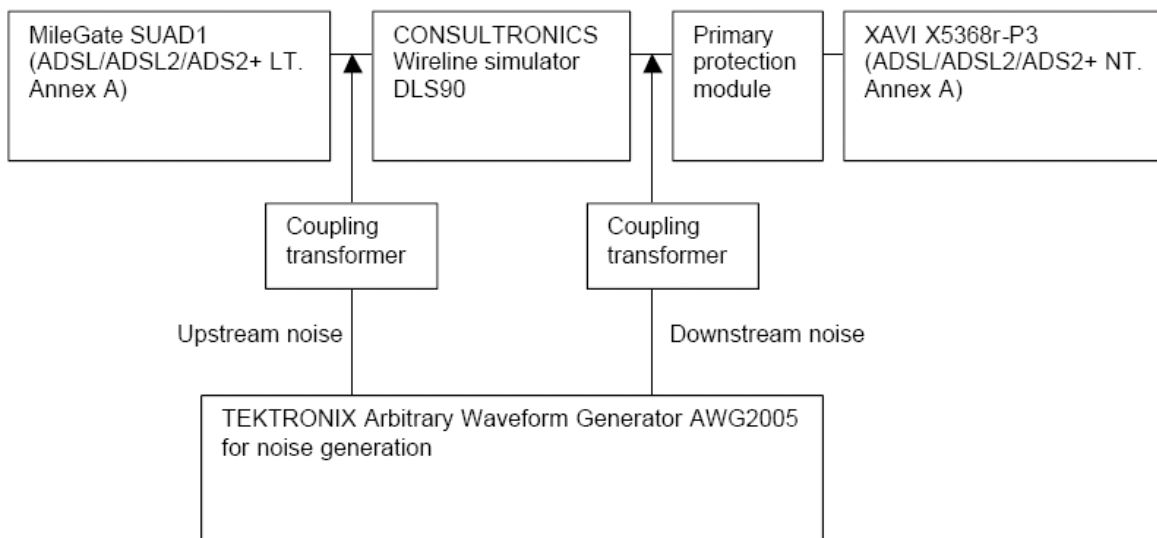 MileGate SUAD1
(ADSL/ADSL2/ADS2+ LT.
Annex A)
CONSULTRONICS
Wireline simulator
DLS90
Primary
protection
module
XAVI X5368r-P3
(ADSL/ADSL2/ADS2+ NT.
Annex A)
Coupling
transformer
Coupling
transformer
Upstream noise
Downstream noise
TEKTRONIX Arbitrary Waveform Generator AWG2005
for noise generation